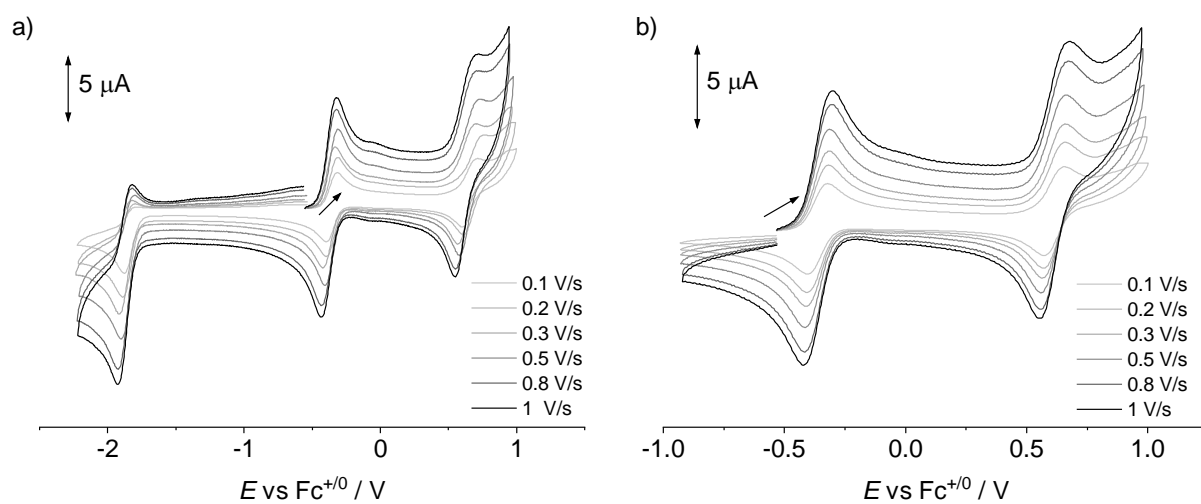 a)
5 μA
0.1 V/s
0.2 V/s
0.3 V/s
0.5 V/s
0.8 V/s
1 V/s
-2 -1 0 1
E vs Fc+/0 / V
b)
5 μA
0.1 V/s
0.2 V/s
0.3 V/s
0.5 V/s
0.8 V/s
1 V/s
-1.0 -0.5 0.0 0.5 1.0
E vs Fc+/0 / V